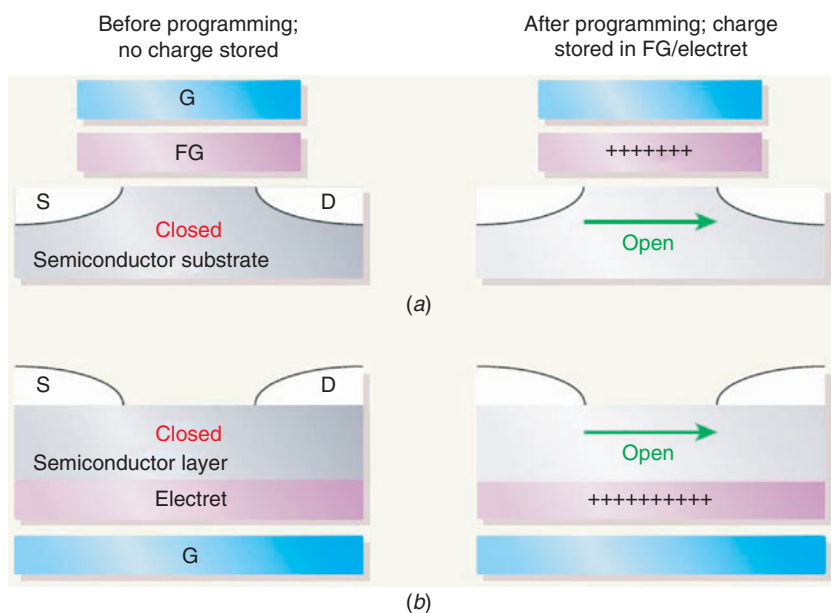 Before programming;
no charge stored
After programming; charge
stored in FG/electret
G
FG
+++++++
S
D
Closed
Semiconductor substrate
Open
(a)
S
D
Closed
Semiconductor layer
Open
Electret
++++++++++
G
(b)